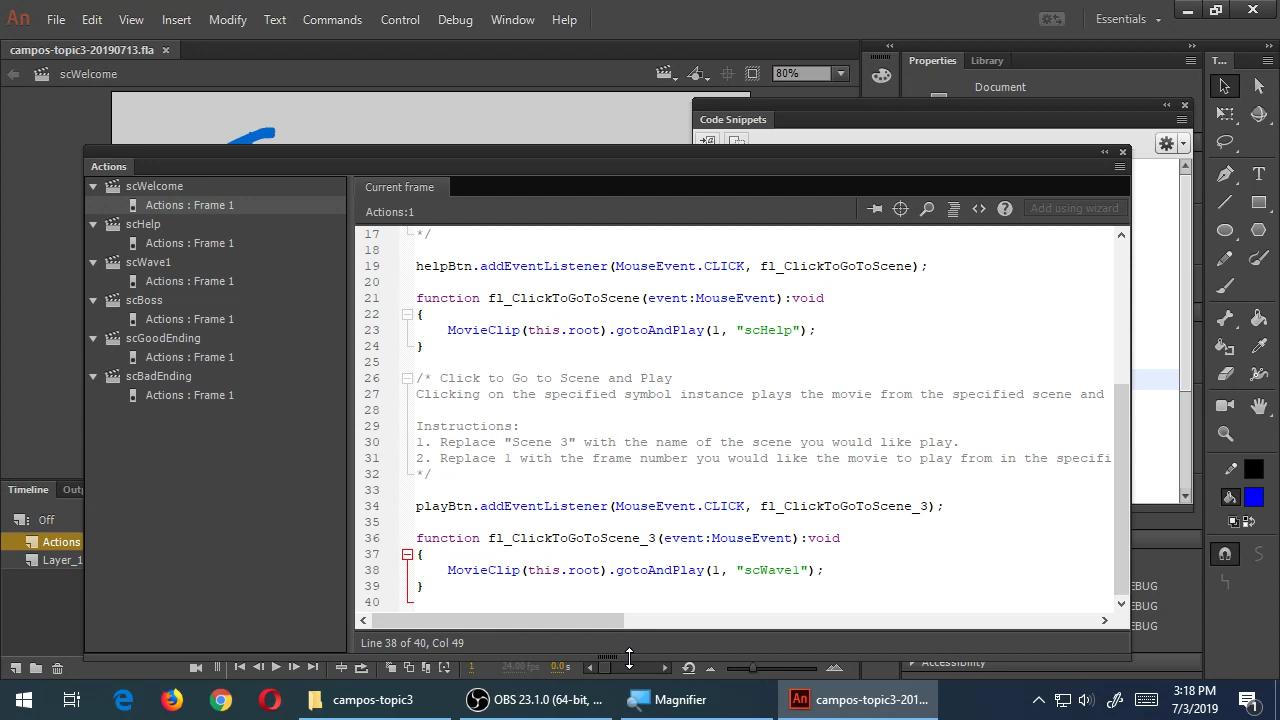 An File Edit View Insert Modify Text Commands Control Debug Window Help Essentials
campos-topic3-20190713.fla ×
scWelcome 80% Properties Library T...
Document
Code Snippets
Actions
scWelcome Current frame
Actions : Frame 1 Actions:1 Add using wizard
scHelp
Actions : Frame 1
scWave1
Actions : Frame 1
scBoss
Actions : Frame 1
scGoodEnding
Actions : Frame 1
scBadEnding
Actions : Frame 1
17 */
18
19 helpBtn.addEventListener(MouseEvent.CLICK, fl_ClickToGoToScene);
20
21 function fl_ClickToGoToScene(event:MouseEvent):void
22 {
23 MovieClip(this.root).gotoAndPlay(1, "scHelp");
24 }
25
26 /* Click to Go to Scene and Play
27 Clicking on the specified symbol instance plays the movie from the specified scene and
28
29 Instructions:
30 1. Replace "Scene 3" with the name of the scene you would like play.
31 2. Replace 1 with the frame number you would like the movie to play from in the specifi
32 */
33
34 playBtn.addEventListener(MouseEvent.CLICK, fl_ClickToGoToScene_3);
35
36 function fl_ClickToGoToScene_3(event:MouseEvent):void
37 {
38 MovieClip(this.root).gotoAndPlay(1, "scWave1");
39 }
40
Line 38 of 40, Col 49
Timeline Out
Off
Actions
Layer_1
EBUG
EBUG
EBUG
1 24.00 fps 0.0 s
Accessibility
campos-topic3 OBS 23.1.0 (64-bit, ... Magnifier An campos-topic3-201...
3:18 PM
7/3/2019
1